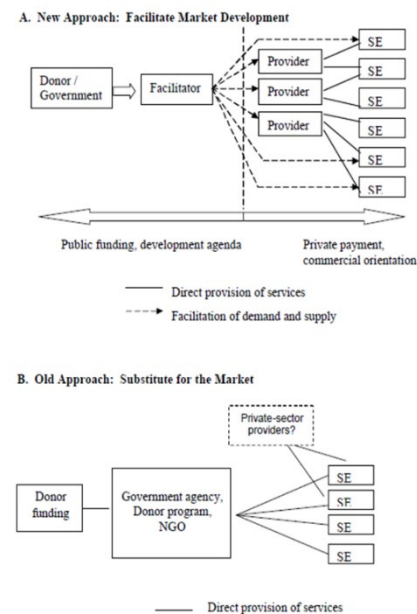 A. New Approach: Facilitate Market Development
SE
Provider
SE
Donor /
Government
Facilitator
Provider
SE
Provider
SE
SE
SE
Public funding, development agenda
Private payment,
commercial orientation
Direct provision of services
Facilitation of demand and supply
B. Old Approach: Substitute for the Market
Private-sector
providers?
SE
Donor
funding
Government agency,
Donor program,
NGO
SE
SE
SE
Direct provision of services